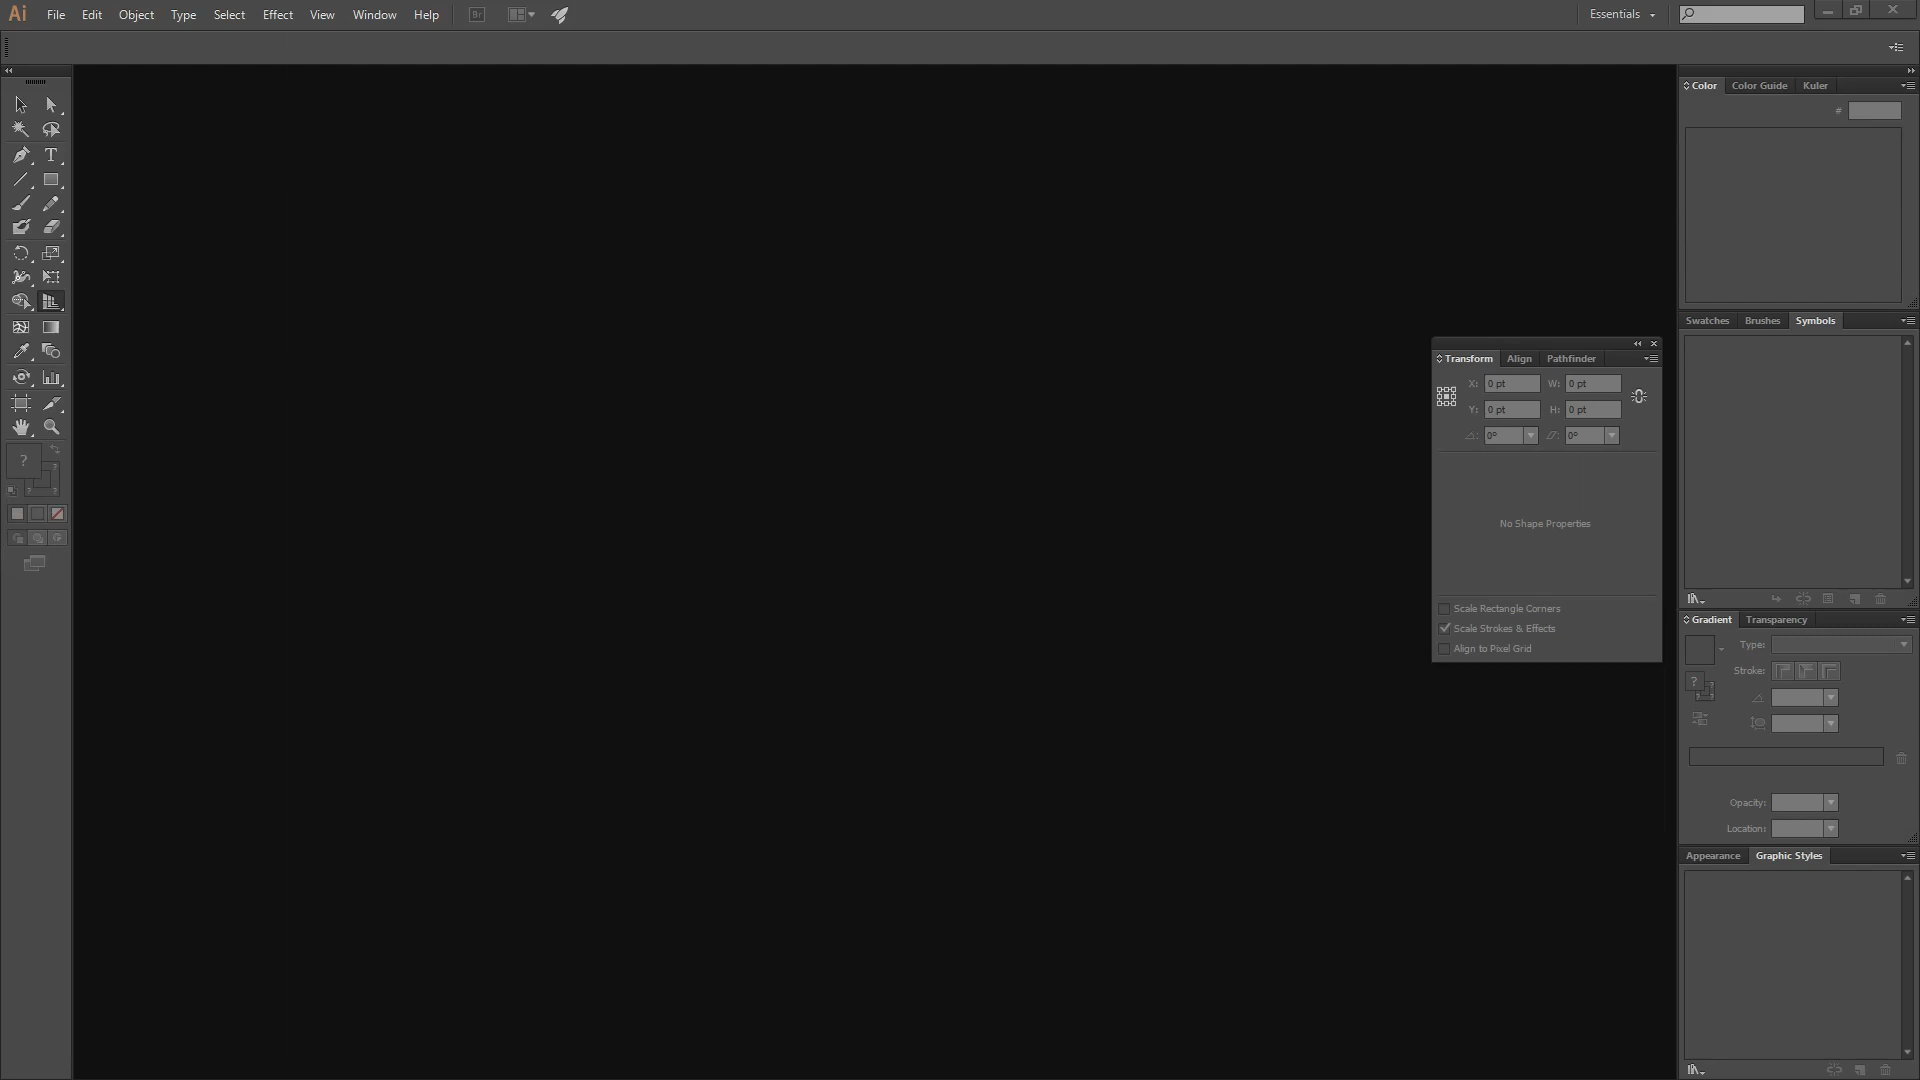 Ai File Edit Object Type Select Effect View Window Help Br Essentials
Color Color Guide Kuler
#
T
Swatches Brushes Symbols
Transform Align Pathfinder
X: 0 pt W: 0 pt
Y: 0 pt H: 0 pt
0° 0°
?
No Shape Properties
Scale Rectangle Corners
Scale Strokes & Effects
Align to Pixel Grid
Gradient Transparency
Type:
Stroke:
?
Opacity:
Location:
Appearance Graphic Styles